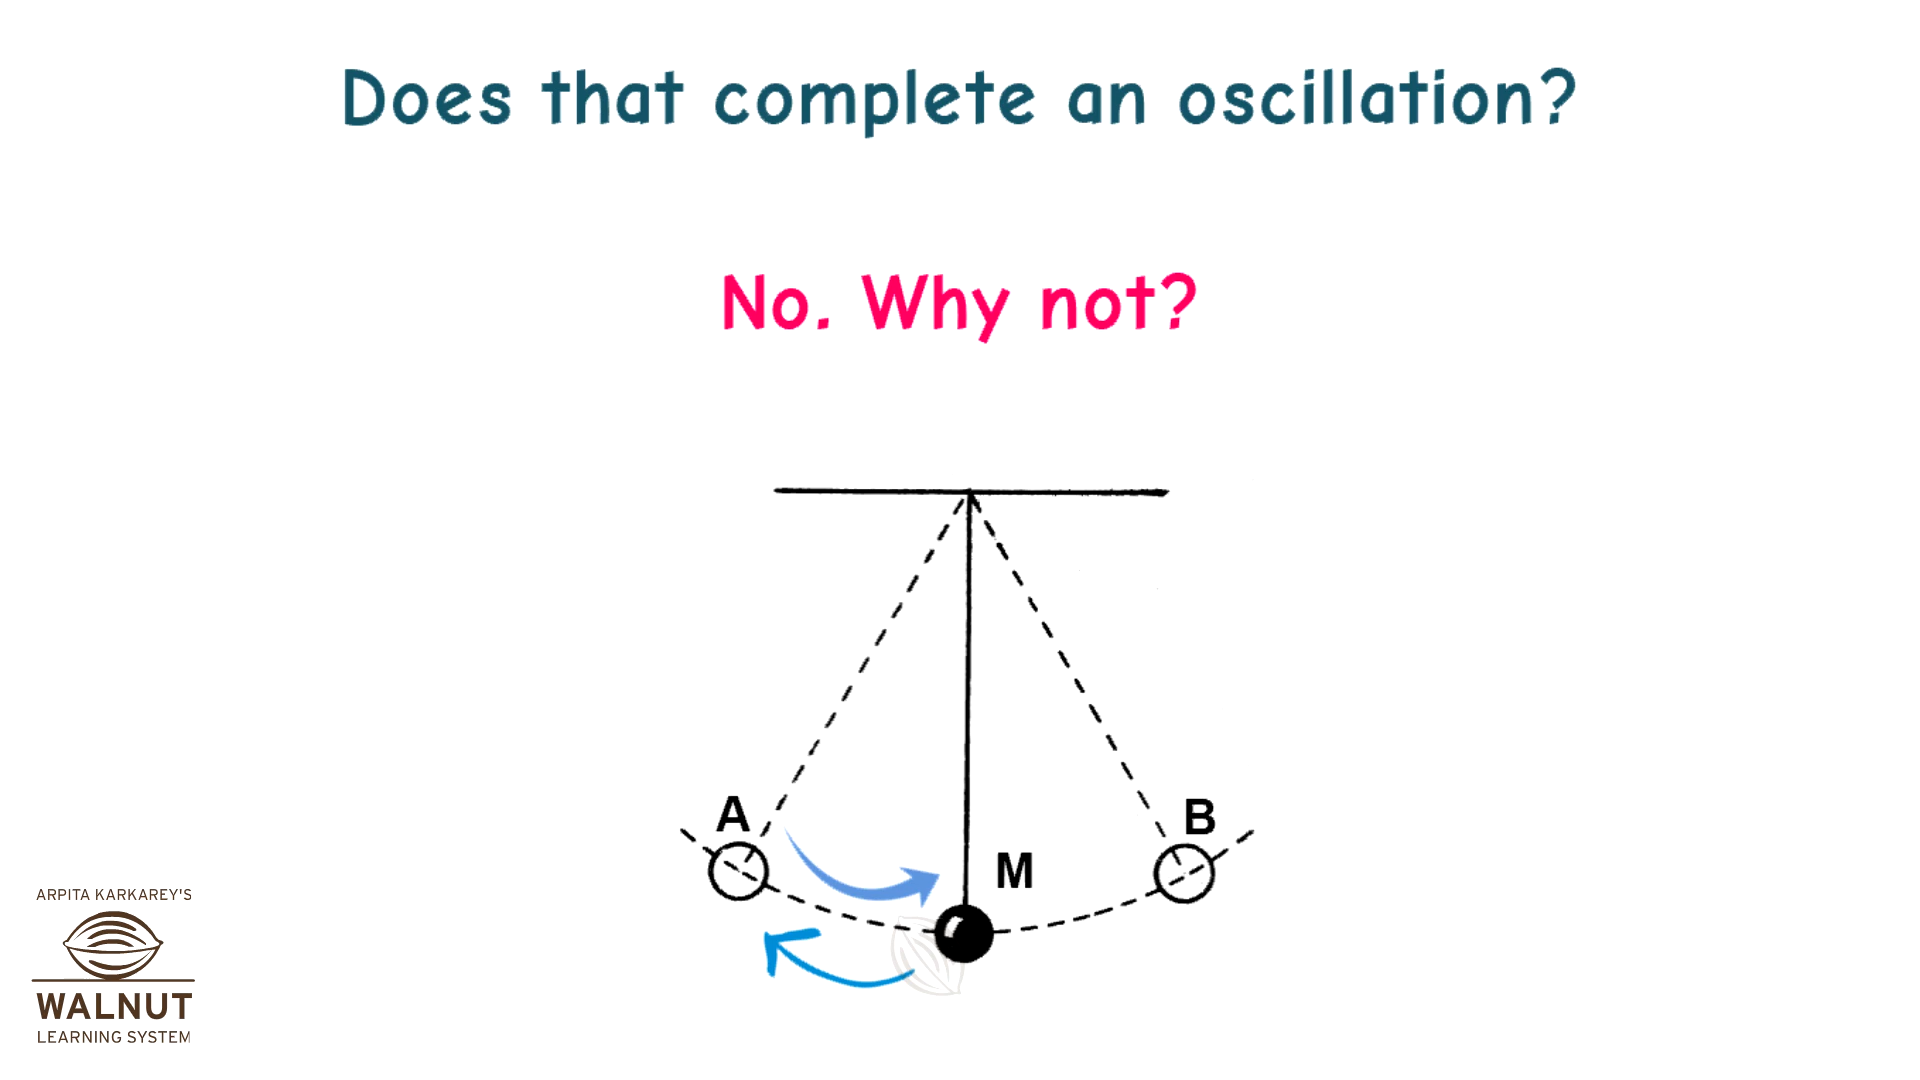 Does that complete an oscillation?
No. Why not?
A
B
M
ARPITA KARKAREY'S
WALNUT
LEARNING SYSTEM